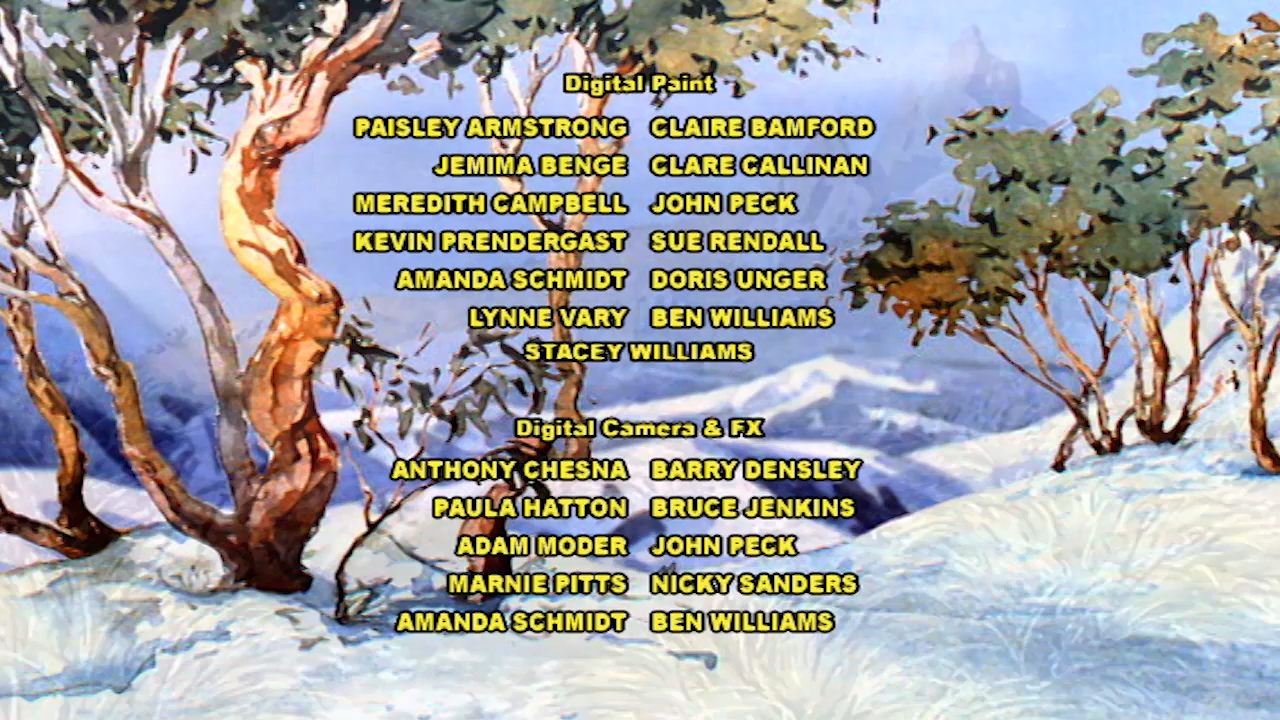 Digital Paint
PAISLEY ARMSTRONG CLAIRE BAMFORD
JEMIMA BENGE CLARE CALLINAN
MEREDITH CAMPBELL JOHN PECK
KEVIN PRENDERGAST SUE RENDALL
AMANDA SCHMIDT DORIS UNGER
LYNNE VARY BEN WILLIAMS
STACEY WILLIAMS
Digital Camera & FX
ANTHONY CHESNA BARRY DENSLEY
PAULA HATTON BRUCE JENKINS
ADAM MODER JOHN PECK
MARNIE PITTS NICKY SANDERS
AMANDA SCHMIDT BEN WILLIAMS